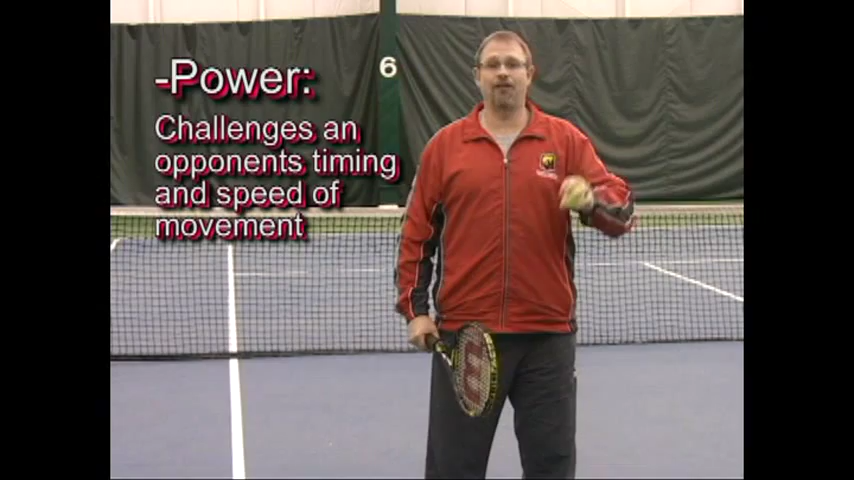 -Power:
Challenges an
opponents timing
and speed of
movement
6
W